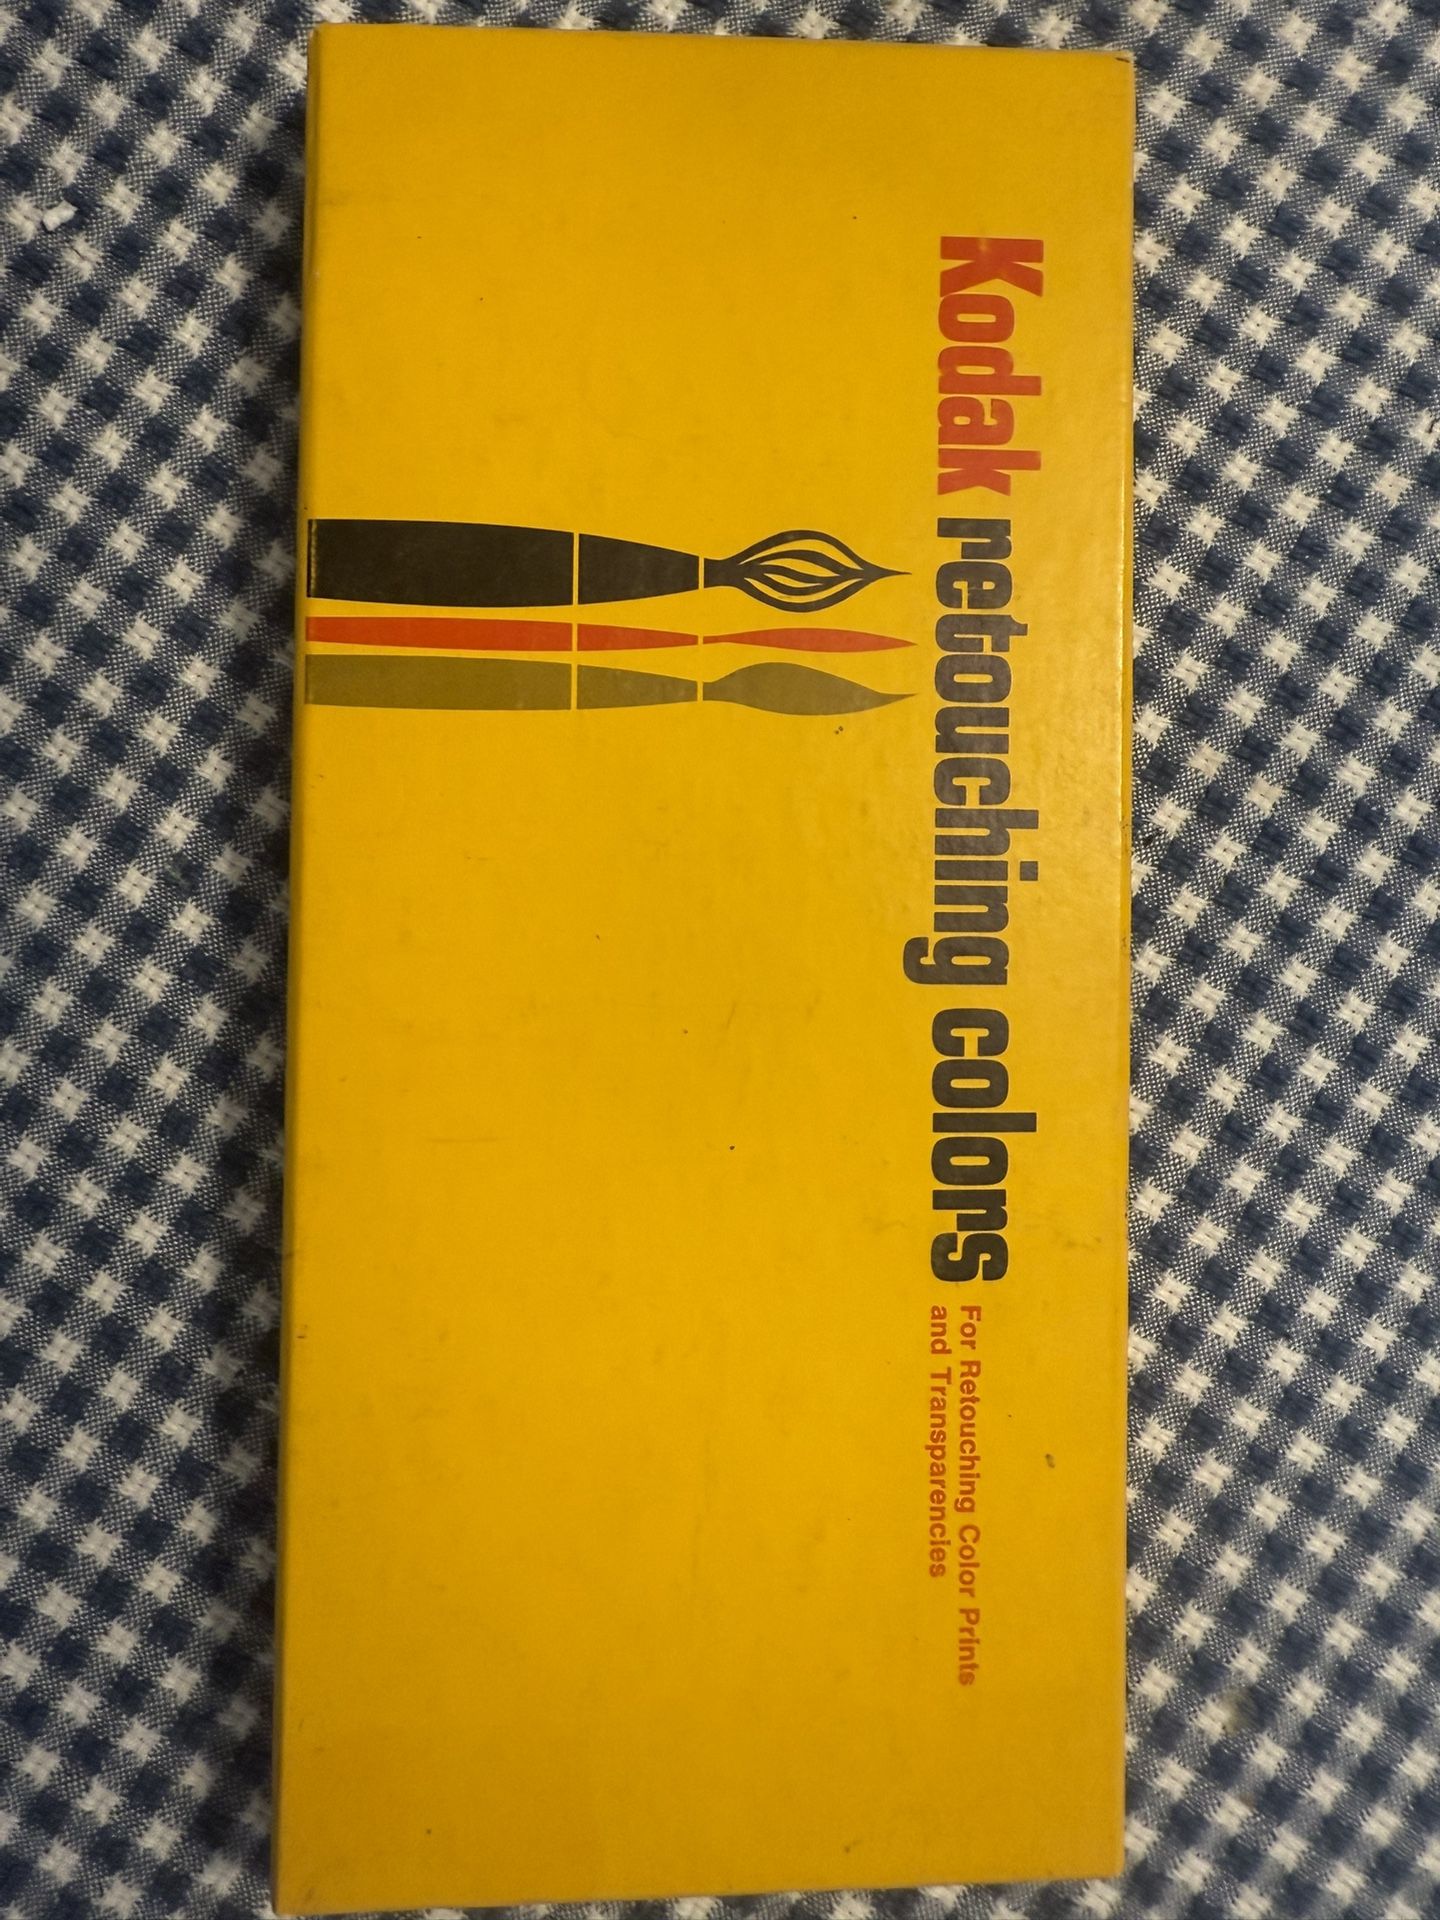 Kodak retouching colors
For Retouching Color Prints
and Transparencies